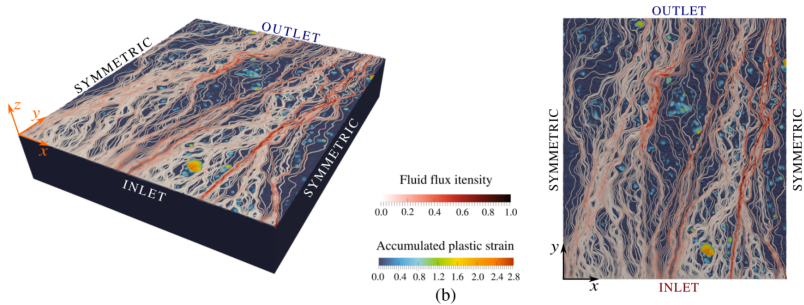 OUTLET
SYMMETRIC
z
y
x
INLET
SYMMETRIC
Fluid flux itensity
0.0 0.2 0.4 0.6 0.8 1.0
Accumulated plastic strain
0.0 0.4 0.8 1.2 1.6 2.0 2.4 2.8
(b)
OUTLET
SYMMETRIC
SYMMETRIC
y
x
INLET